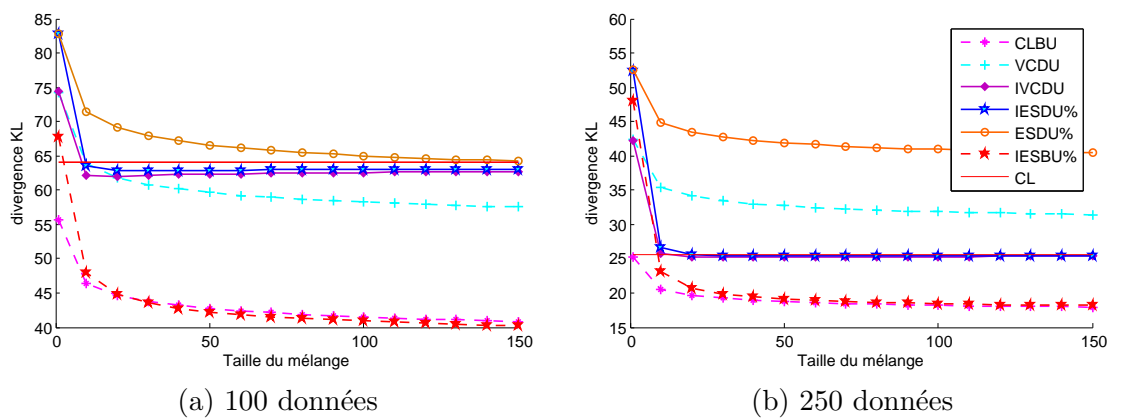 divergence KL
85
80
75
70
65
60
55
50
45
40
0
50
100
150
Taille du mélange
(a) 100 données
divergence KL
60
55
50
45
40
35
30
25
20
15
0
50
100
150
Taille du mélange
CLBU
VCDU
IVCDU
IESDU%
ESDU%
IESBU%
CL
(b) 250 données